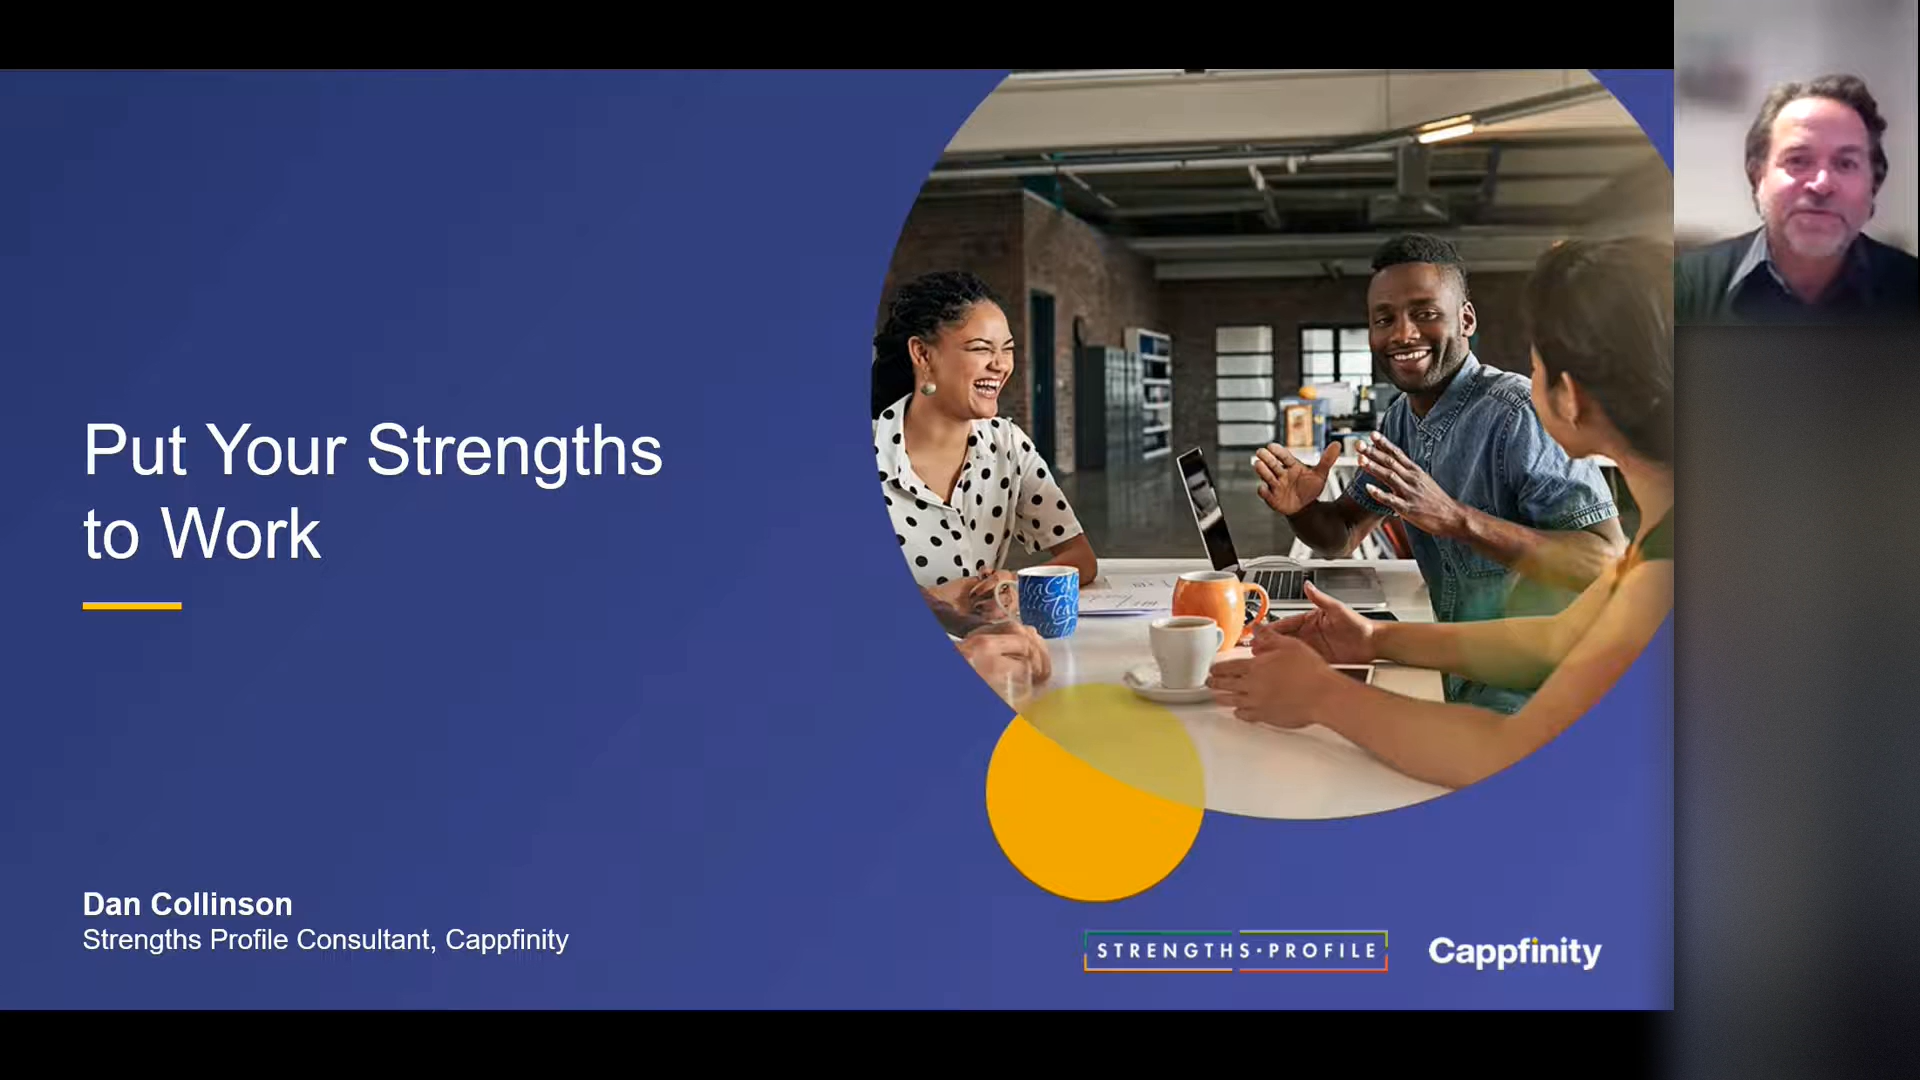 Put Your Strengths
to Work
Dan Collinson
Strengths Profile Consultant, Cappfinity
STRENGTHS·PROFILE
Cappfinity